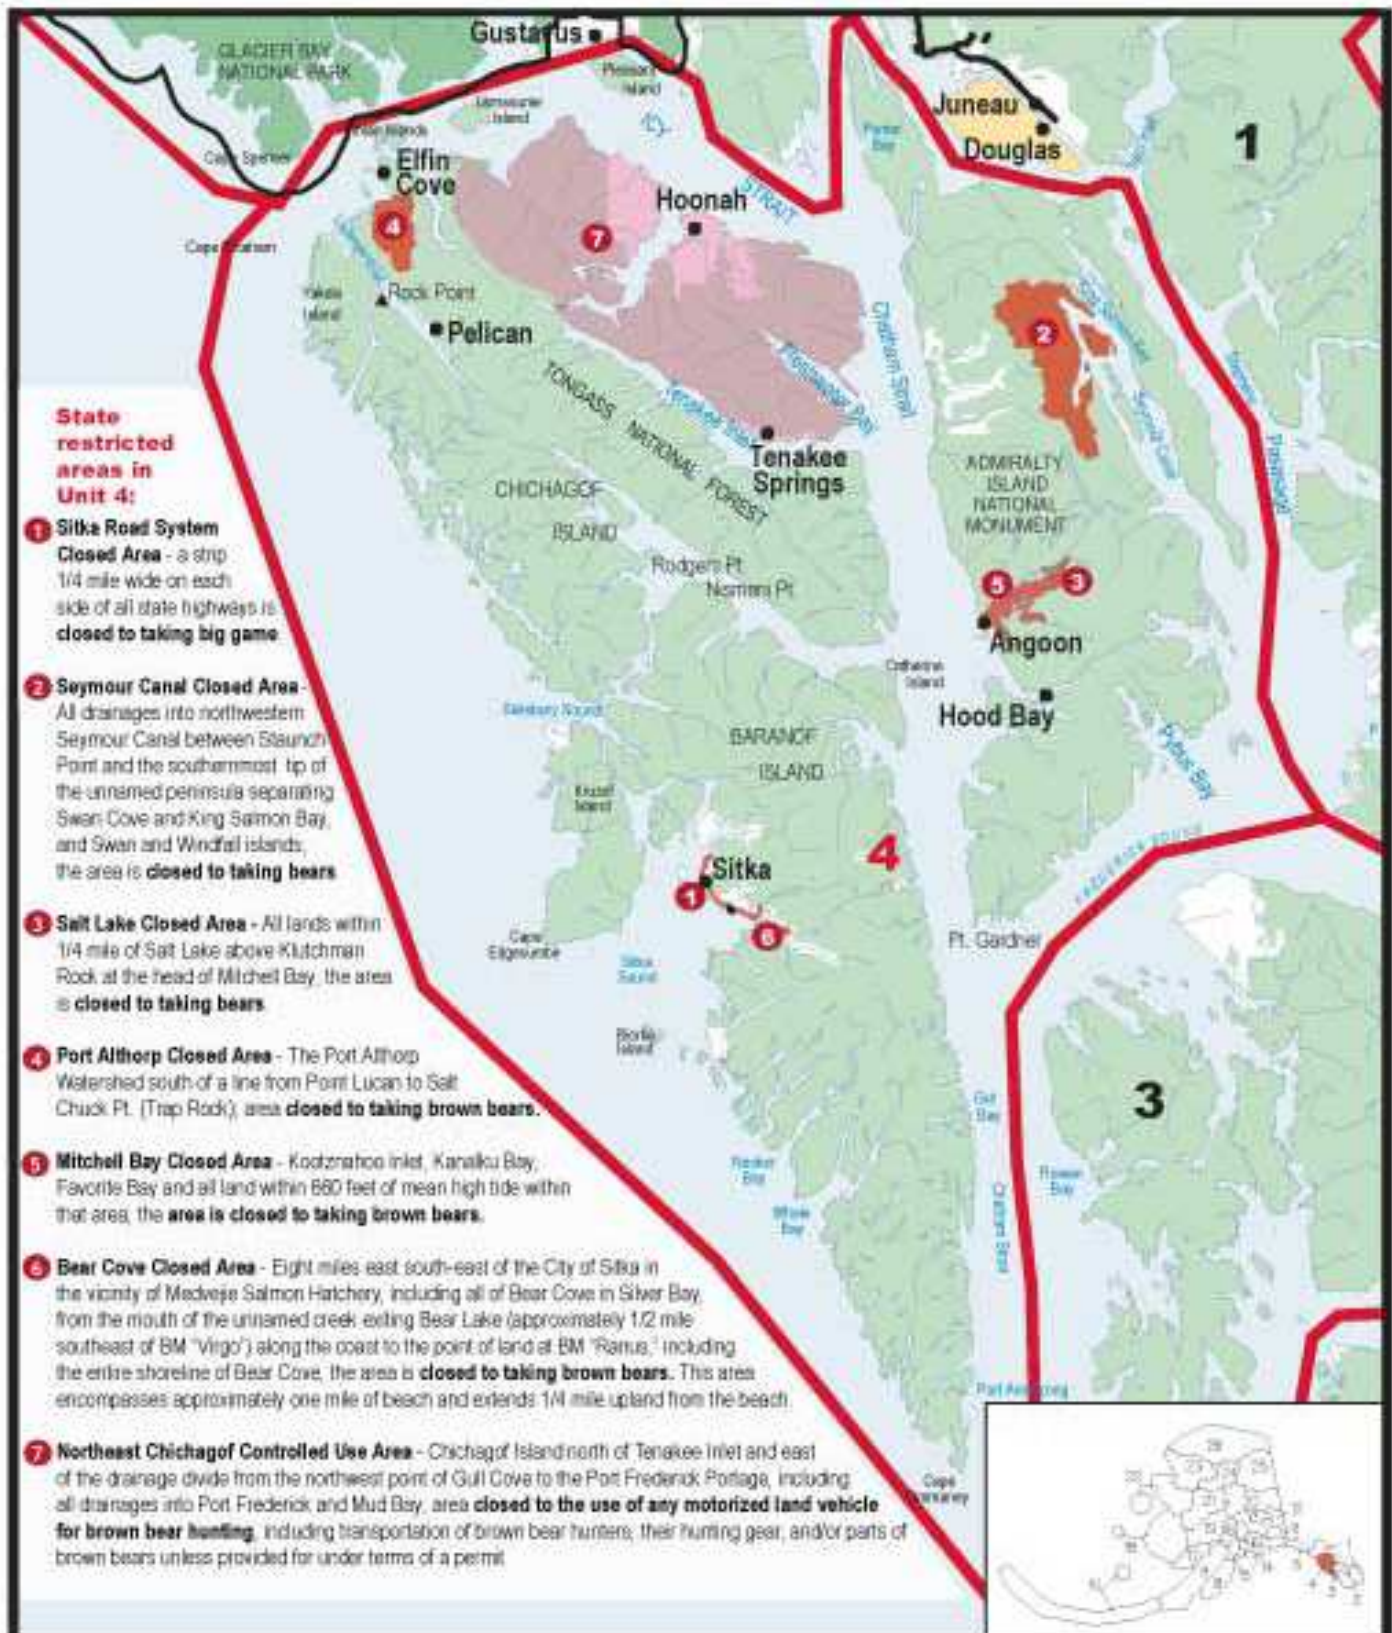 Gustavus
GLACIER BAY
NATIONAL PARK
Pleasant
Island
Lemesurier
Island
ICY
STRAIT
Juneau
Douglas
1
Cape Spencer
Elfin
Cove
4
Hoonah
7
Rock Point
Pelican
2
Chatham Strait
Seymour Canal
TONGASS NATIONAL FOREST
Tenakee Inlet
Freshwater Bay
Tenakee
Springs
ADMIRALTY
ISLAND
NATIONAL
MONUMENT
Passage
CHICHAGOF
ISLAND
Rodgers Pt.
Nismeni Pt.
5
3
Angoon
Catherine
Island
Hood Bay
Pybus Bay
Salisbury Sound
BARANOF
ISLAND
Kruzof
Island
4
FREDERICK SOUND
Sitka
1
6
Cape
Edgecumbe
Sitka
Sound
Pt. Gardner
Biorka
Island
3
Gut
Bay
Rowan
Bay
Whale
Bay
Chatham Strait
Port Armstrong
Cape
Ommaney
State
restricted
areas in
Unit 4:
1 Sitka Road System
Closed Area - a strip
1/4 mile wide on each
side of all state highways is
closed to taking big game
2 Seymour Canal Closed Area -
All drainages into northwestern
Seymour Canal between Staunch
Point and the southernmost tip of
the unnamed peninsula separating
Swan Cove and King Salmon Bay,
and Swan and Windfall islands;
the area is closed to taking bears
3 Salt Lake Closed Area - All lands within
1/4 mile of Salt Lake above Klutchman
Rock at the head of Mitchell Bay, the area
is closed to taking bears.
4 Port Althorp Closed Area - The Port Althorp
Watershed south of a line from Point Lucan to Salt
Chuck Pt. (Trap Rock); area closed to taking brown bears.
5 Mitchell Bay Closed Area - Kootznahoo Inlet, Kanalku Bay,
Favorite Bay and all land within 660 feet of mean high tide within
that area, the area is closed to taking brown bears.
6 Bear Cove Closed Area - Eight miles east south-east of the City of Sitka in
the vicinity of Medvejie Salmon Hatchery, including all of Bear Cove in Silver Bay,
from the mouth of the unnamed creek exiting Bear Lake (approximately 1/2 mile
southeast of BM "Virgo") along the coast to the point of land at BM "Ranus," including
the entire shoreline of Bear Cove, the area is closed to taking brown bears. This area
encompasses approximately one mile of beach and extends 1/4 mile upland from the beach.
7 Northeast Chichagof Controlled Use Area - Chichagof Island north of Tenakee Inlet and east
of the drainage divide from the northwest point of Gull Cove to the Port Frederick Portage, including
all drainages into Port Frederick and Mud Bay, area closed to the use of any motorized land vehicle
for brown bear hunting, including transportation of brown bear hunters, their hunting gear, and/or parts of
brown bears unless provided for under terms of a permit